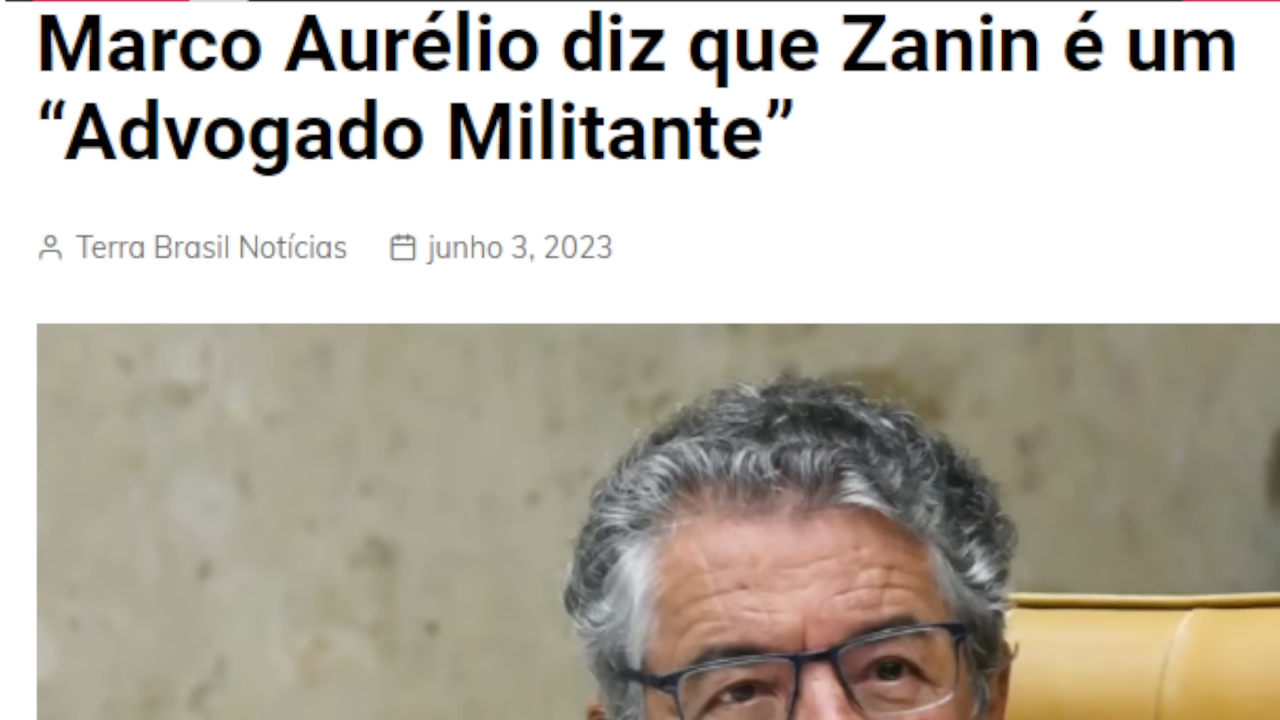 Marco Aurélio diz que Zanin é um
“Advogado Militante”
Terra Brasil Notícias junho 3, 2023